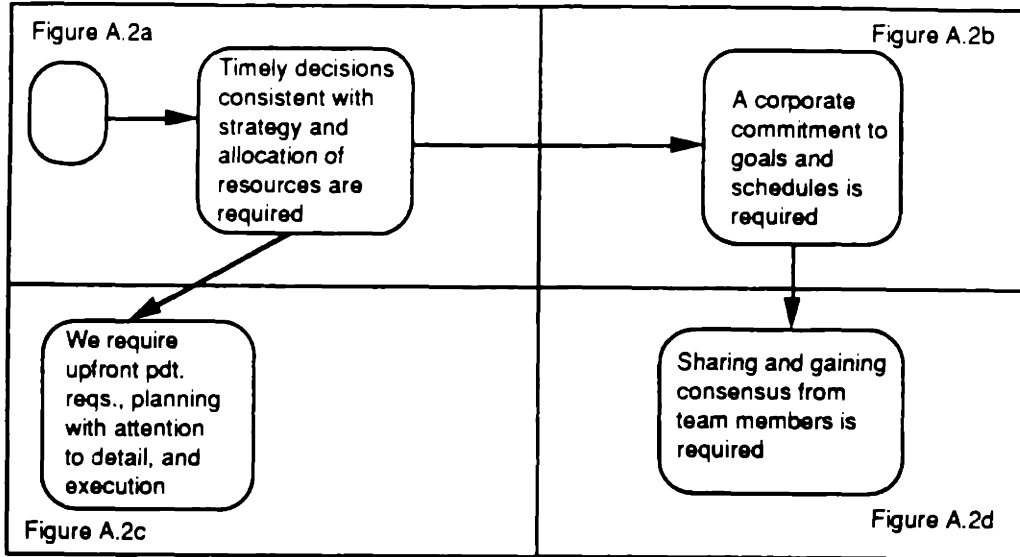 Figure A.2a
Timely decisions
consistent with
strategy and
allocation of
resources are
required
Figure A.2b
A corporate
commitment to
goals and
schedules is
required
We require
upfront pdt.
reqs., planning
with attention
to detail, and
execution
Figure A.2c
Sharing and gaining
consensus from
team members is
required
Figure A.2d